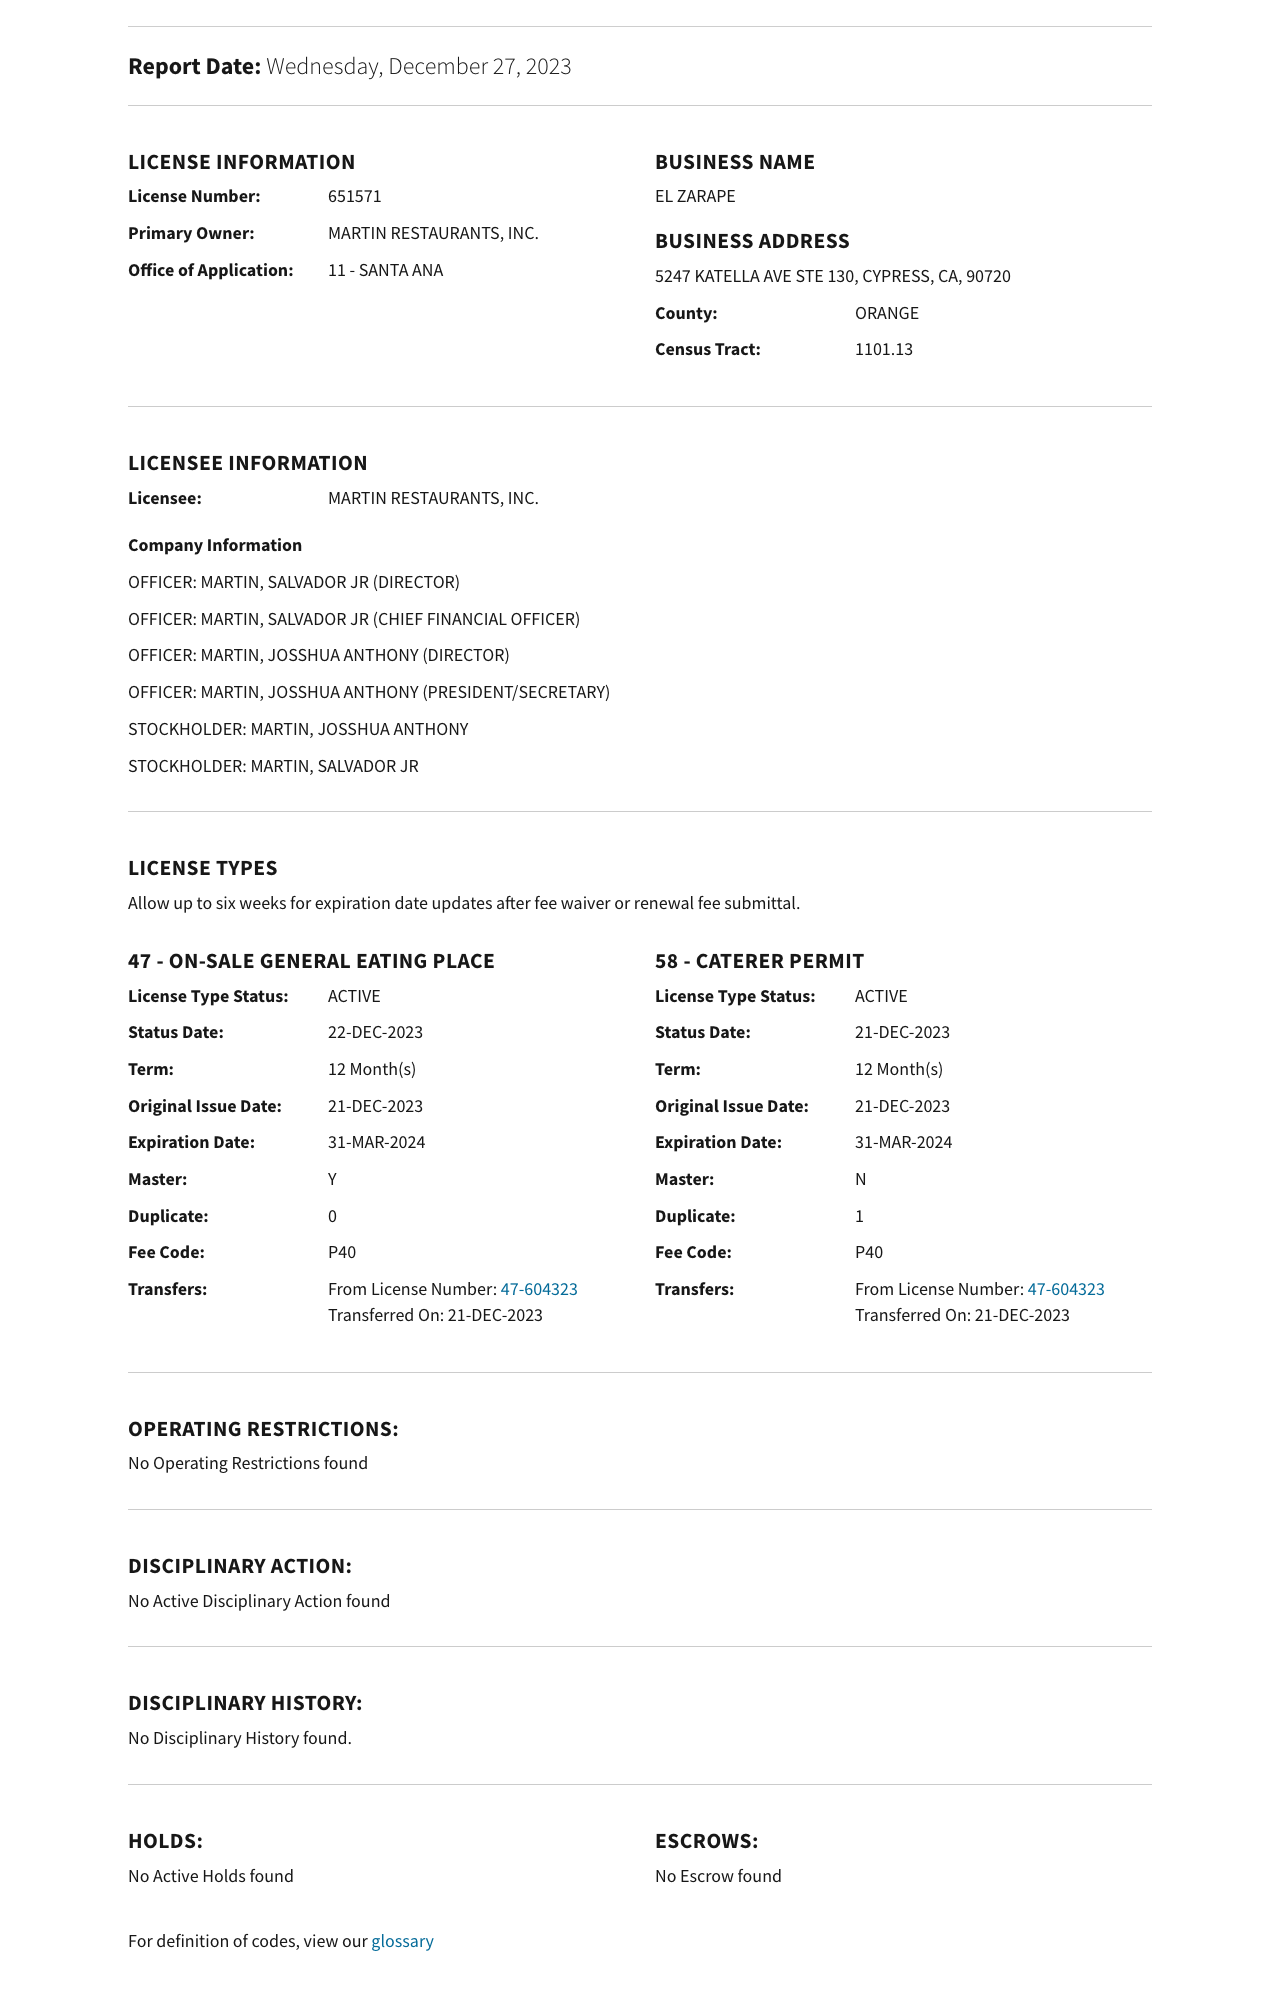 Report Date: Wednesday, December 27, 2023
LICENSE INFORMATION
License Number: 651571
Primary Owner: MARTIN RESTAURANTS, INC.
Office of Application: 11 - SANTA ANA
BUSINESS NAME
EL ZARAPE
BUSINESS ADDRESS
5247 KATELLA AVE STE 130, CYPRESS, CA, 90720
County: ORANGE
Census Tract: 1101.13
LICENSEE INFORMATION
Licensee: MARTIN RESTAURANTS, INC.
Company Information
OFFICER: MARTIN, SALVADOR JR (DIRECTOR)
OFFICER: MARTIN, SALVADOR JR (CHIEF FINANCIAL OFFICER)
OFFICER: MARTIN, JOSSHUA ANTHONY (DIRECTOR)
OFFICER: MARTIN, JOSSHUA ANTHONY (PRESIDENT/SECRETARY)
STOCKHOLDER: MARTIN, JOSSHUA ANTHONY
STOCKHOLDER: MARTIN, SALVADOR JR
LICENSE TYPES
Allow up to six weeks for expiration date updates after fee waiver or renewal fee submittal.
47 - ON-SALE GENERAL EATING PLACE
License Type Status: ACTIVE
Status Date: 22-DEC-2023
Term: 12 Month(s)
Original Issue Date: 21-DEC-2023
Expiration Date: 31-MAR-2024
Master: Y
Duplicate: 0
Fee Code: P40
Transfers: From License Number: 47-604323
Transferred On: 21-DEC-2023
58 - CATERER PERMIT
License Type Status: ACTIVE
Status Date: 21-DEC-2023
Term: 12 Month(s)
Original Issue Date: 21-DEC-2023
Expiration Date: 31-MAR-2024
Master: N
Duplicate: 1
Fee Code: P40
Transfers: From License Number: 47-604323
Transferred On: 21-DEC-2023
OPERATING RESTRICTIONS:
No Operating Restrictions found
DISCIPLINARY ACTION:
No Active Disciplinary Action found
DISCIPLINARY HISTORY:
No Disciplinary History found.
HOLDS:
No Active Holds found
ESCROWS:
No Escrow found
For definition of codes, view our glossary